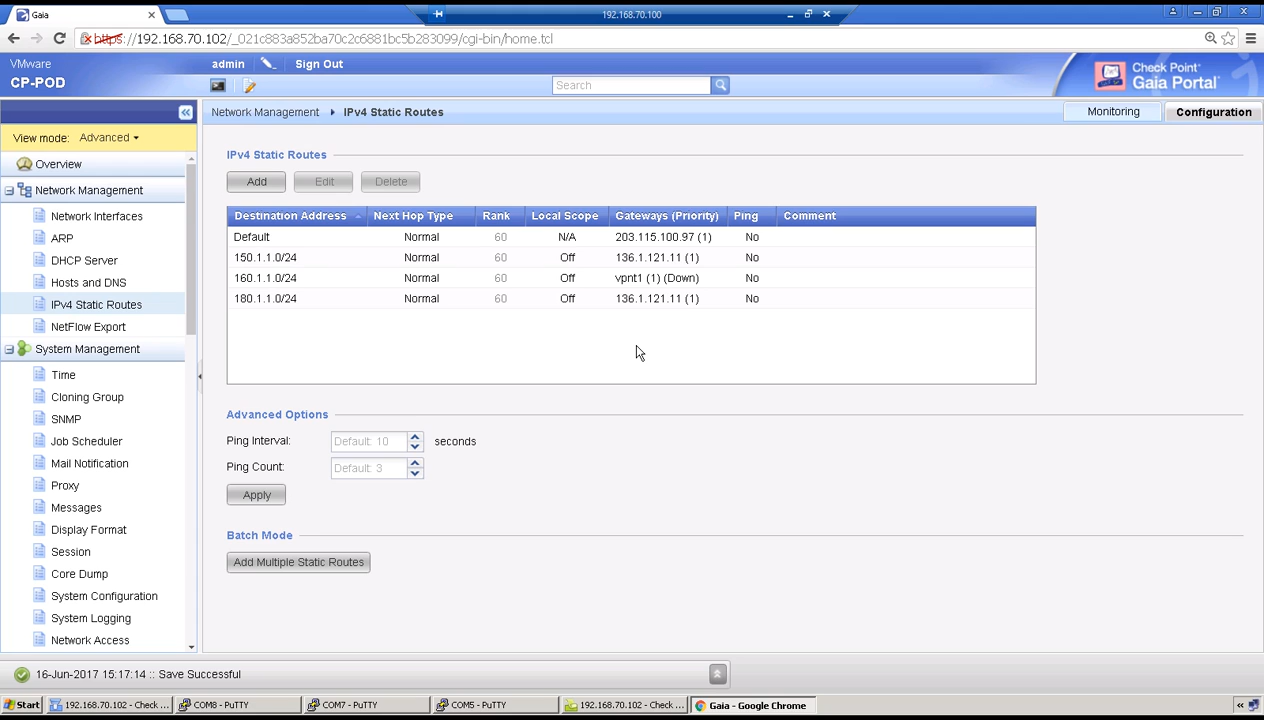 Gaia
192.168.70.100
https://192.168.70.102/_021c883a852ba70c2c6881bc5b283099/cgi-bin/home.tcl
VMware
CP-POD
admin
Sign Out
Search
Check Point
Gaia Portal
Network Management
IPv4 Static Routes
Monitoring
Configuration
View mode: Advanced
Overview
Network Management
Network Interfaces
ARP
DHCP Server
Hosts and DNS
IPv4 Static Routes
NetFlow Export
System Management
Time
Cloning Group
SNMP
Job Scheduler
Mail Notification
Proxy
Messages
Display Format
Session
Core Dump
System Configuration
System Logging
Network Access
IPv4 Static Routes
Add Edit Delete
Destination Address Next Hop Type Rank Local Scope Gateways (Priority) Ping Comment
Default Normal 60 N/A 203.115.100.97 (1) No
150.1.1.0/24 Normal 60 Off 136.1.121.11 (1) No
160.1.1.0/24 Normal 60 Off vpnt1 (1) (Down) No
180.1.1.0/24 Normal 60 Off 136.1.121.11 (1) No
Advanced Options
Ping Interval: Default: 10 seconds
Ping Count: Default: 3
Apply
Batch Mode
Add Multiple Static Routes
16-Jun-2017 15:17:14 :: Save Successful
Start 192.168.70.102 - Check ... COM8 - PuTTY COM7 - PuTTY COM5 - PuTTY 192.168.70.102 - Check ... Gaia - Google Chrome